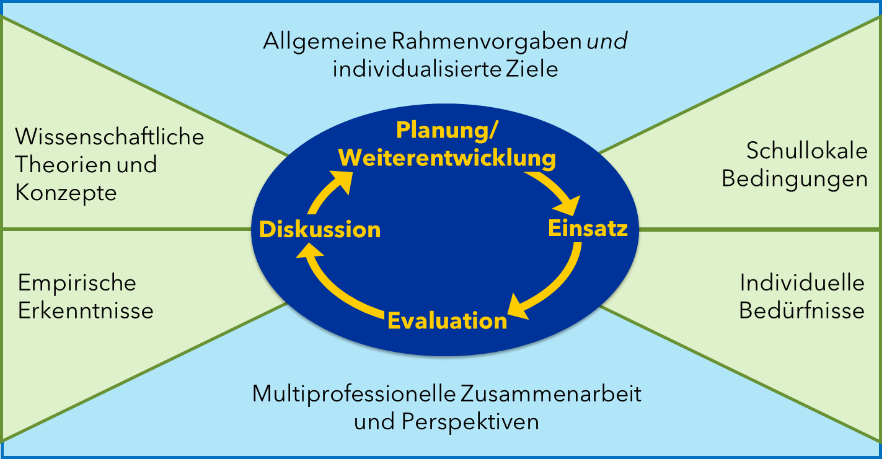 Allgemeine Rahmenvorgaben und
individualisierte Ziele
Wissenschaftliche
Theorien und
Konzepte
Planung/
Weiterentwicklung
Schullokale
Bedingungen
Diskussion
Einsatz
Empirische
Erkenntnisse
Individuelle
Bedürfnisse
Evaluation
Multiprofessionelle Zusammenarbeit
und Perspektiven